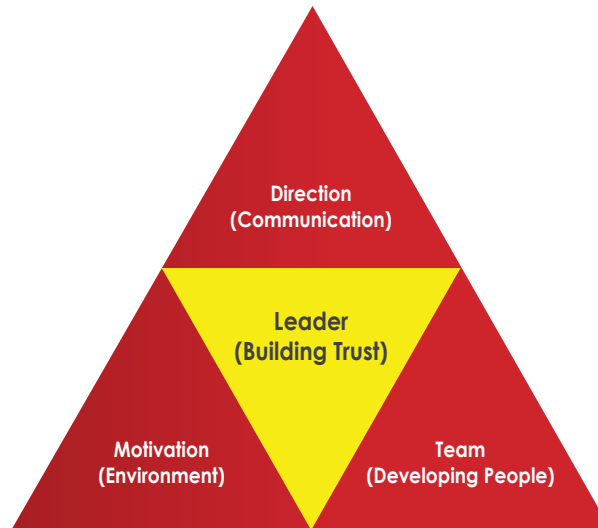 Direction
(Communication)
Leader
(Building Trust)
Motivation
(Environment)
Team
(Developing People)